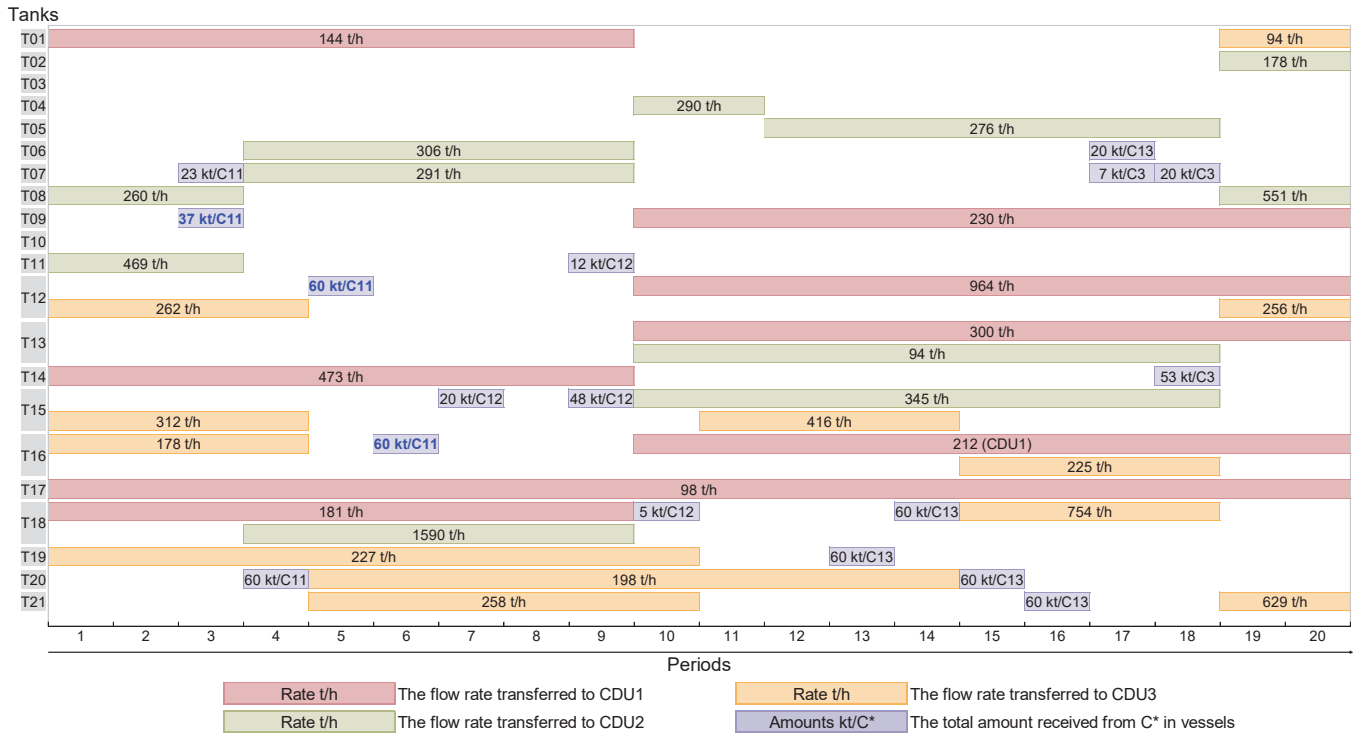 Tanks
T01 144 t/h 94 t/h
T02 178 t/h
T03
T04 290 t/h
T05 276 t/h
T06 306 t/h 20 kt/C13
T07 23 kt/C11 291 t/h 7 kt/C3 20 kt/C3
T08 260 t/h 551 t/h
T09 37 kt/C11 230 t/h
T10
T11 469 t/h 12 kt/C12
T12 60 kt/C11 964 t/h
262 t/h 256 t/h
T13 300 t/h
94 t/h
T14 473 t/h 53 kt/C3
T15 20 kt/C12 48 kt/C12 345 t/h
312 t/h 416 t/h
T16 178 t/h 60 kt/C11 212 (CDU1)
225 t/h
T17 98 t/h
T18 181 t/h 5 kt/C12 60 kt/C13 754 t/h
1590 t/h
T19 227 t/h 60 kt/C13
T20 60 kt/C11 198 t/h 60 kt/C13
T21 258 t/h 60 kt/C13 629 t/h
1 2 3 4 5 6 7 8 9 10 11 12 13 14 15 16 17 18 19 20
Periods
Rate t/h The flow rate transferred to CDU1 Rate t/h The flow rate transferred to CDU3
Rate t/h The flow rate transferred to CDU2 Amounts kt/C* The total amount received from C* in vessels